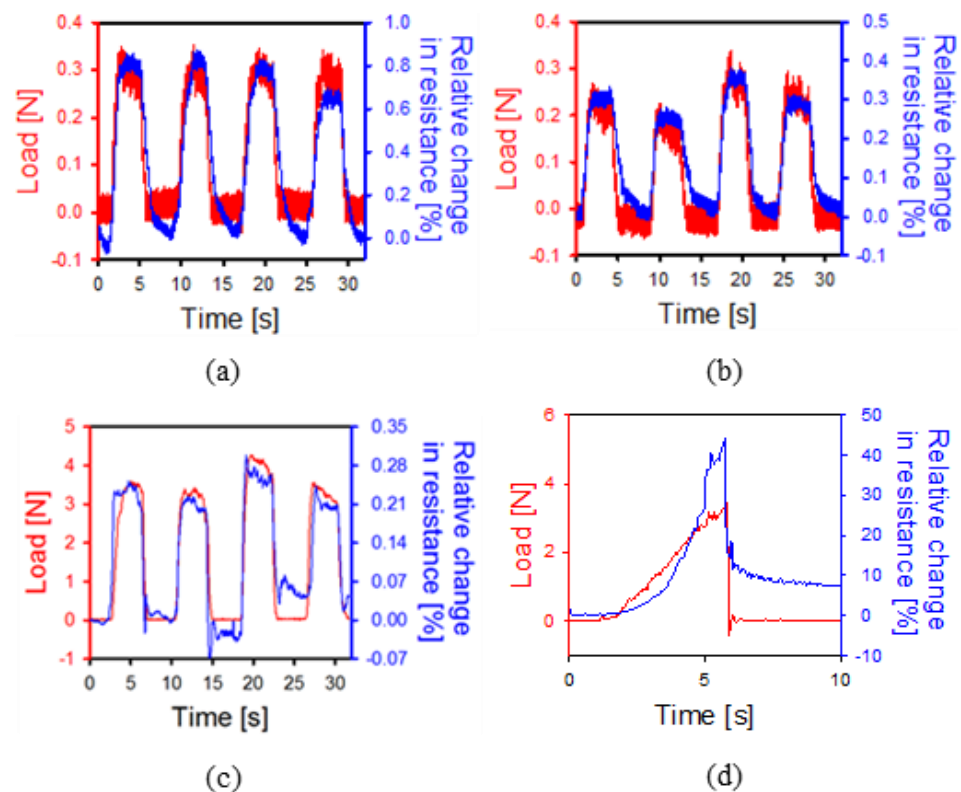 Load [N]
0.4
0.3
0.2
0.1
0.0
-0.1
1.0
0.8
0.6
0.4
0.2
0.0
Relative change
in resistance
[%]
0 5 10 15 20 25 30
Time [s]
(a)
Load [N]
0.4
0.3
0.2
0.1
0.0
-0.1
0.5
0.4
0.3
0.2
0.1
0.0
-0.1
Relative change
in resistance
[%]
0 5 10 15 20 25 30
Time [s]
(b)
Load [N]
5
4
3
2
1
0
-1
0.35
0.28
0.21
0.14
0.07
0.00
-0.07
Relative change
in resistance
[%]
0 5 10 15 20 25 30
Time [s]
(c)
Load [N]
6
4
2
0
50
40
30
20
10
0
-10
Relative change
in resistance
[%]
0 5 10
Time [s]
(d)